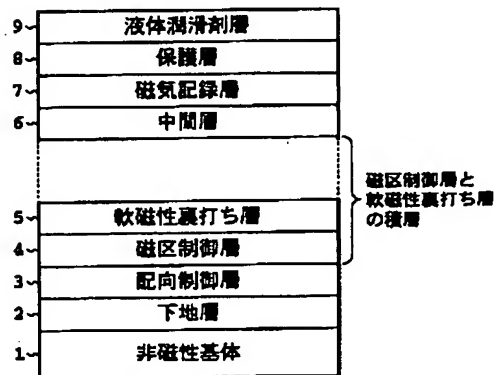 9 液体潤滑剤層
8 保護層
7 磁気記録層
6 中間層
磁区制御層と
軟磁性裏打ち層
の積層
5 軟磁性裏打ち層
4 磁区制御層
3 配向制御層
2 下地層
1 非磁性基体